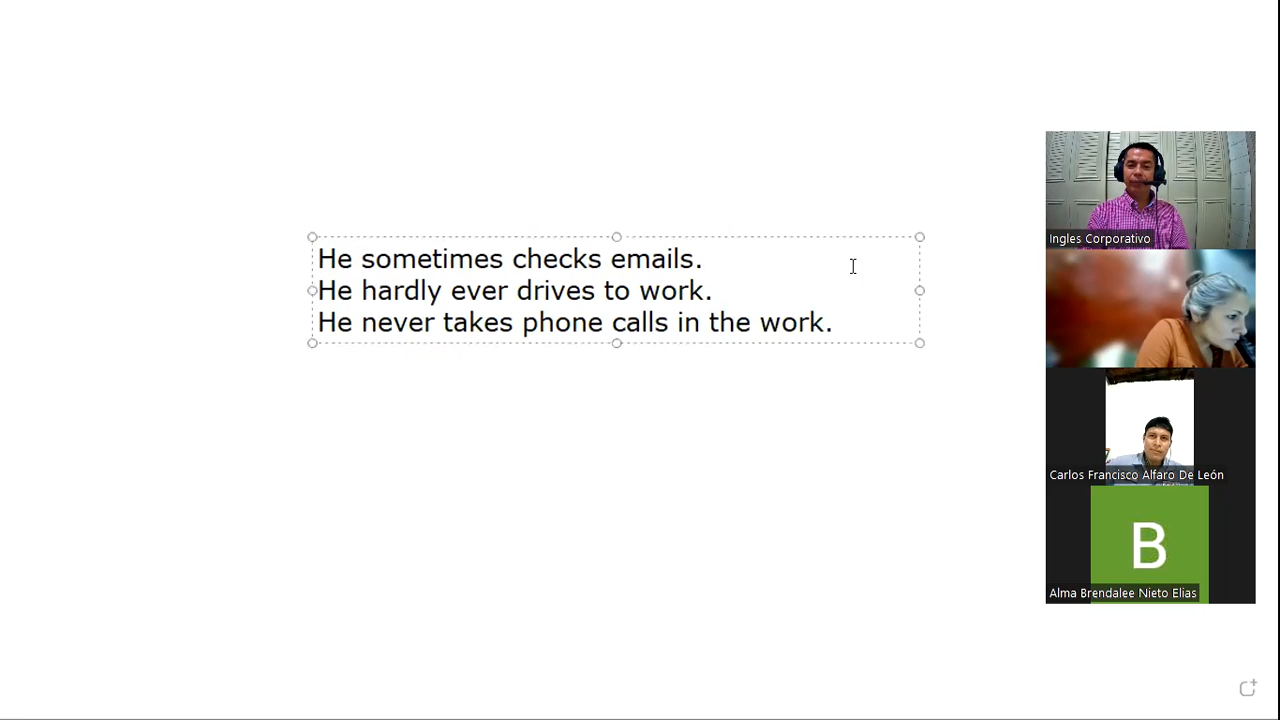 He sometimes checks emails.
He hardly ever drives to work.
He never takes phone calls in the work.
Ingles Corporativo
Carlos Francisco Alfaro De León
B
Alma Brendalee Nieto Elias